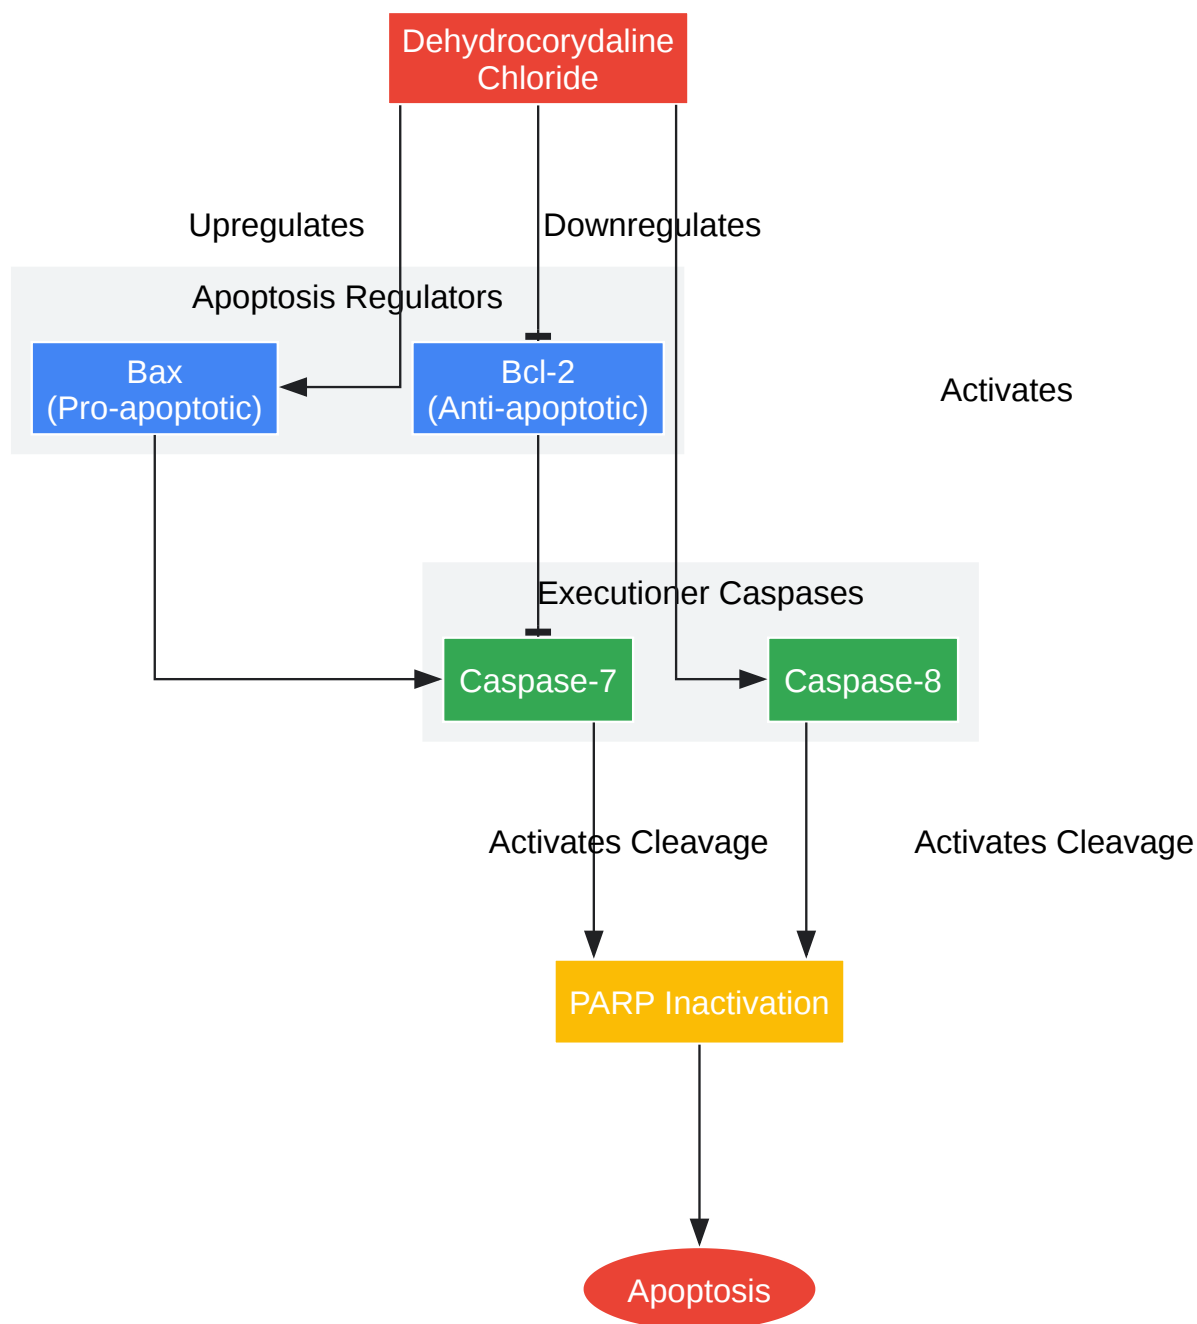 Dehydrocorydaline
Chloride
Upregulates
Downregulates
Apoptosis Regulators
Bax
(Pro-apoptotic)
Bcl-2
(Anti-apoptotic)
Activates
Executioner Caspases
Caspase-7
Caspase-8
Activates Cleavage
Activates Cleavage
PARP Inactivation
Apoptosis